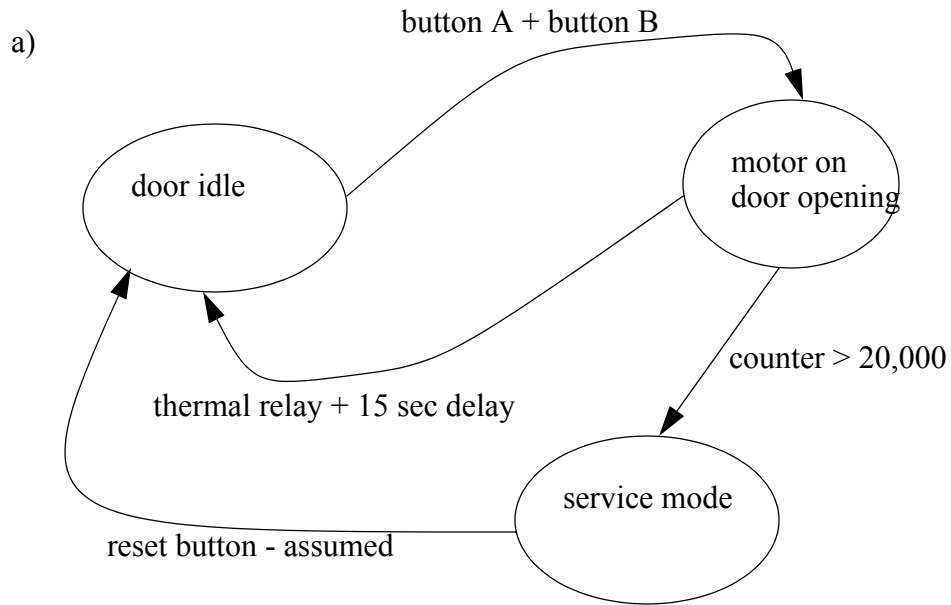 a)
button A + button B
door idle
motor on
door opening
counter > 20,000
thermal relay + 15 sec delay
service mode
reset button - assumed